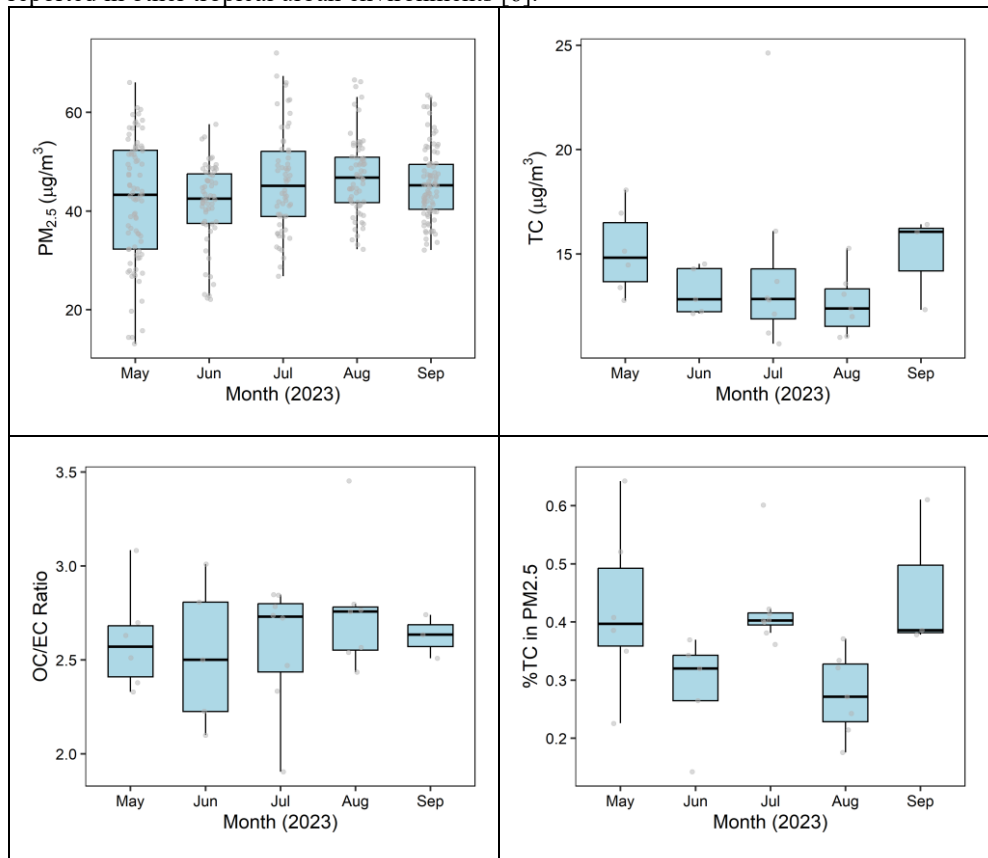 reported in other tropical urban environments [6].
60
40
20
PM2.5 (μg/m³)
May Jun Jul Aug Sep
Month (2023)
25
20
15
TC (μg/m³)
May Jun Jul Aug Sep
Month (2023)
3.5
3.0
2.5
2.0
OC/EC Ratio
May Jun Jul Aug Sep
Month (2023)
0.6
0.5
0.4
0.3
0.2
%TC in PM2.5
May Jun Jul Aug Sep
Month (2023)